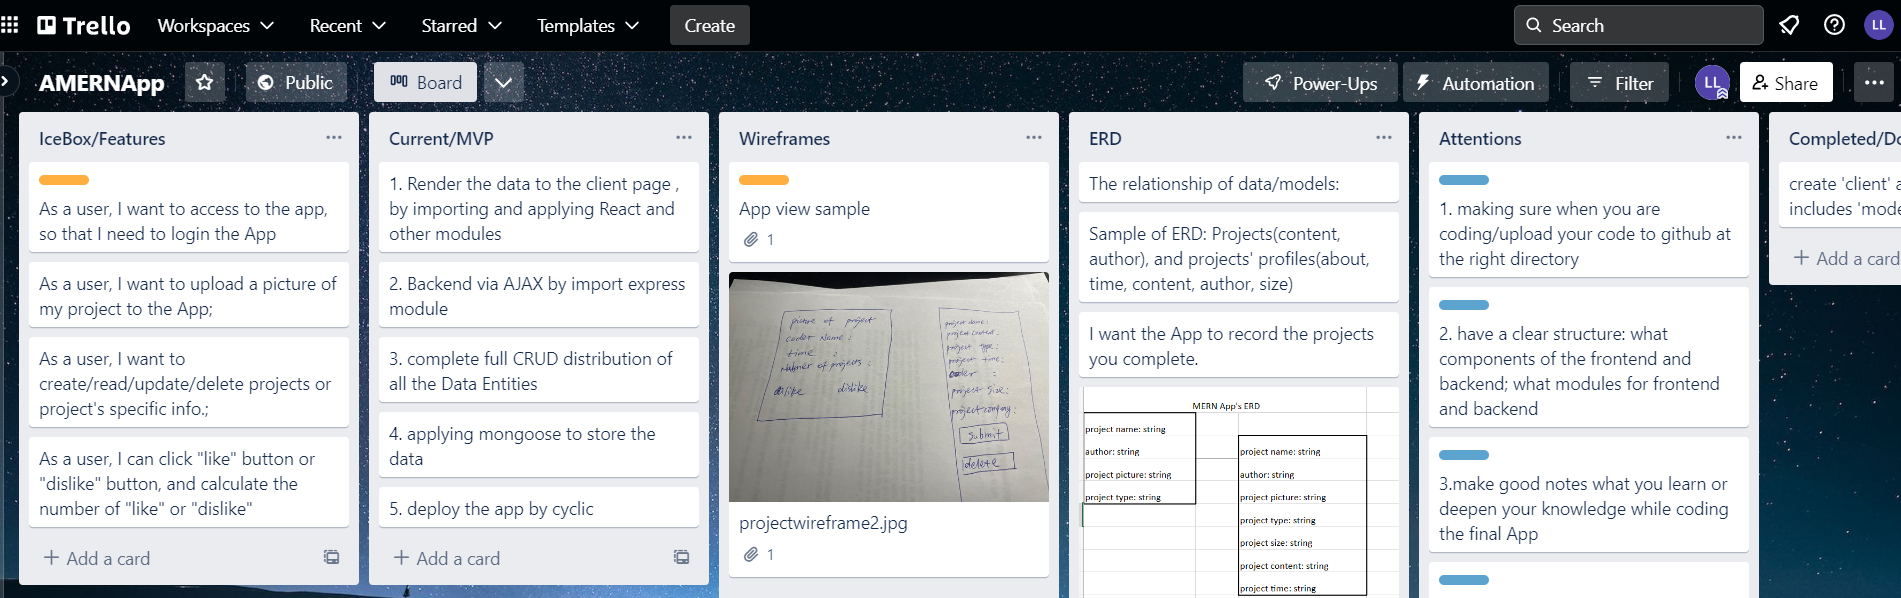 Trello
Workspaces
Recent
Starred
Templates
Create
Search
LL
AMERNApp
Public
Board
Power-Ups
Automation
Filter
LL
Share
IceBox/Features
As a user, I want to access to the app,
so that I need to login the App
As a user, I want to upload a picture of
my project to the App;
As a user, I want to
create/read/update/delete projects or
project's specific info.;
As a user, I can click "like" button or
"dislike" button, and calculate the
number of "like" or "dislike"
+ Add a card
Current/MVP
1. Render the data to the client page ,
by importing and applying React and
other modules
2. Backend via AJAX by import express
module
3. complete full CRUD distribution of
all the Data Entities
4. applying mongoose to store the
data
5. deploy the app by cyclic
+ Add a card
Wireframes
App view sample
1
picture of project
coder Name :
time :
of projects :
dislike
project name:
project content:
project type:
project time:
project size:
project company:
submit
delete
projectwireframe2.jpg
1
ERD
The relationship of data/models:
Sample of ERD: Projects(content,
author), and projects' profiles(about,
time, content, author, size)
I want the App to record the projects
you complete.
MERN App's ERD
project name: string
author: string
project picture: string
project type: string
project name: string
author: string
project picture: string
project type: string
project size: string
project content: string
project time: string
Attentions
1. making sure when you are
coding/upload your code to github at
the right directory
2. have a clear structure: what
components of the frontend and
backend; what modules for frontend
and backend
3.make good notes what you learn or
deepen your knowledge while coding
the final App
Completed/Do
create 'client' a
includes 'mode
+ Add a card